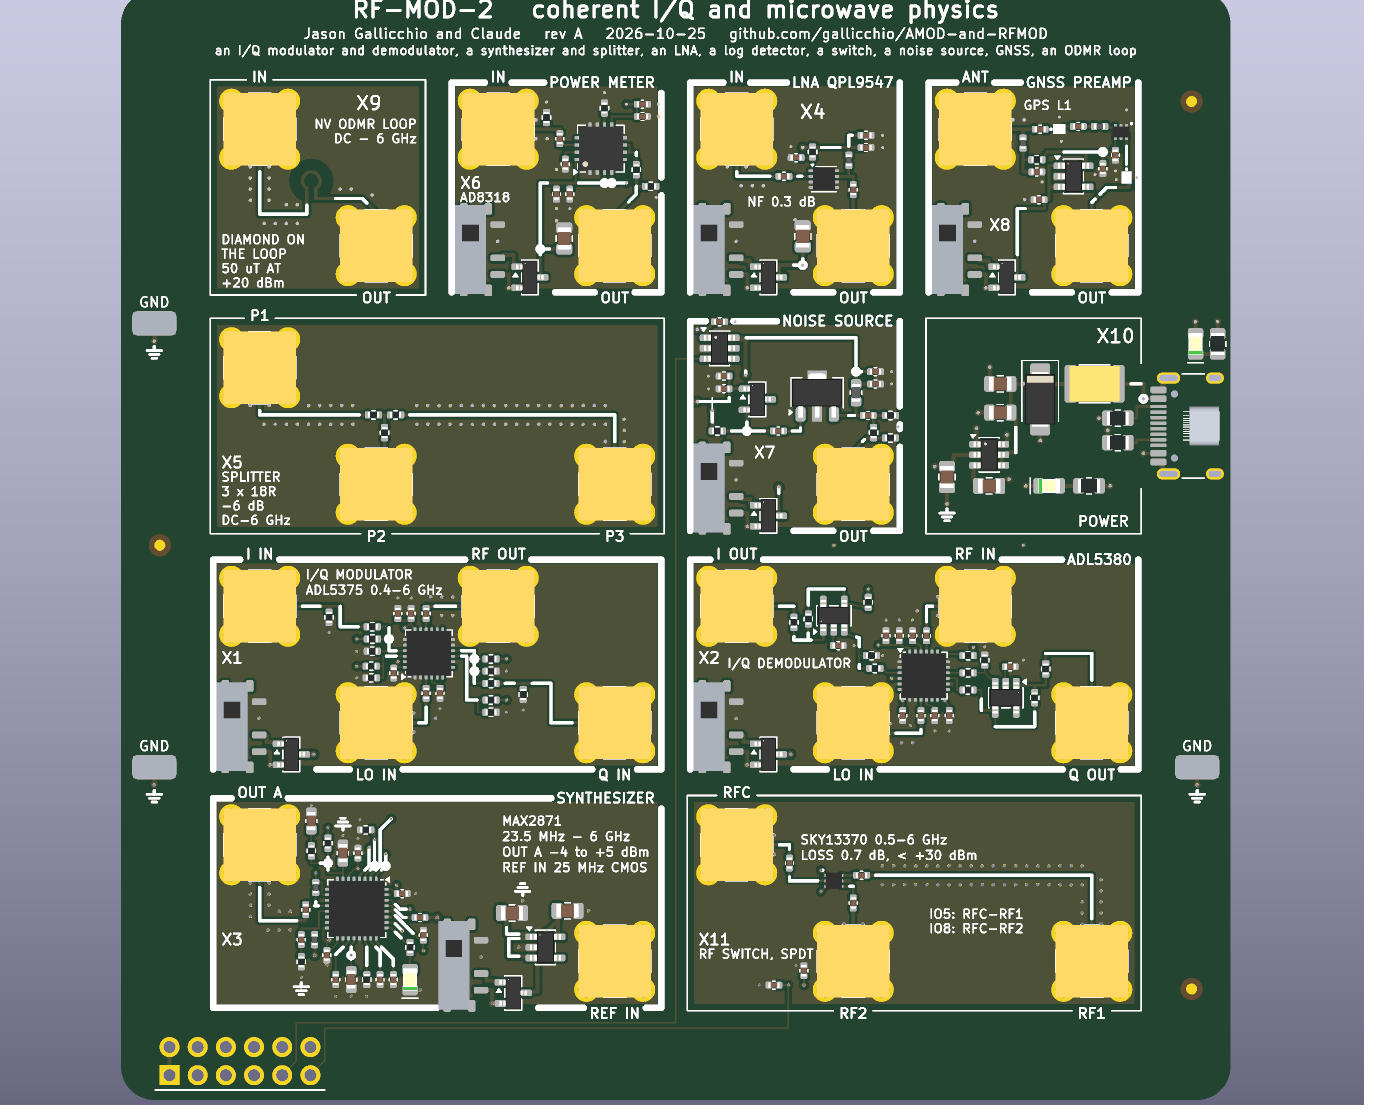 RF-MOD-2 coherent I/Q and microwave physics
Jason Gallicchio and Claude rev A 2026-10-25 github.com/gallicchio/AMOD-and-RFMOD
an I/Q modulator and demodulator, a synthesizer and splitter, an LNA, a log detector, a switch, a noise source, GNSS, an ODMR loop
IN
X9
NV ODMR LOOP
DC - 6 GHz
DIAMOND ON
THE LOOP
50 uT AT
+20 dBm
OUT
IN
POWER METER
X6
AD8318
OUT
IN
LNA QPL9547
X4
NF 0.3 dB
OUT
ANT
GNSS PREAMP
GPS L1
X8
OUT
GND
P1
X5
SPLITTER
3 x 18R
-6 dB
DC-6 GHz
P2
P3
NOISE SOURCE
X7
OUT
X10
POWER
I IN
RF OUT
I/Q MODULATOR
ADL5375 0.4-6 GHz
X1
LO IN
Q IN
I OUT
RF IN
ADL5380
X2
I/Q DEMODULATOR
LO IN
Q OUT
GND
GND
OUT A
SYNTHESIZER
MAX2871
23.5 MHz - 6 GHz
OUT A -4 to +5 dBm
REF IN 25 MHz CMOS
X3
REF IN
RFC
SKY13370 0.5-6 GHz
LOSS 0.7 dB, < +30 dBm
IO5: RFC-RF1
IO8: RFC-RF2
X11
RF SWITCH, SPDT
RF2
RF1